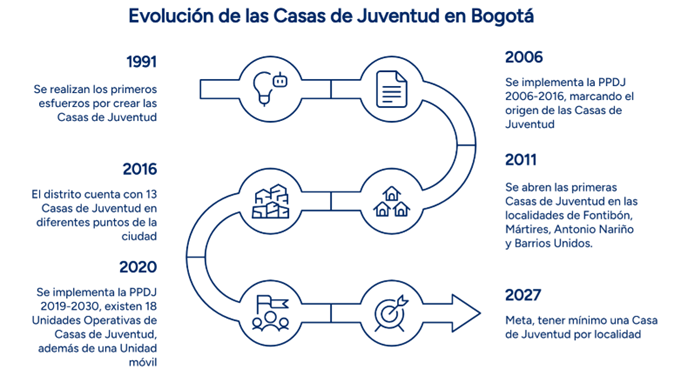 Evolución de las Casas de Juventud en Bogotá
1991
Se realizan los primeros
esfuerzos por crear las
Casas de Juventud
2006
Se implementa la PPDJ
2006-2016, marcando el
origen de las Casas de
Juventud
2011
Se abren las primeras
Casas de Juventud en las
localidades de Fontibón,
Mártires, Antonio Nariño
y Barrios Unidos.
2016
El distrito cuenta con 13
Casas de Juventud en
diferentes puntos de la
ciudad
2020
Se implementa la PPDJ
2019-2030, existen 18
Unidades Operativas de
Casas de Juventud,
además de una Unidad
móvil
2027
Meta, tener mínimo una Casa
de Juventud por localidad